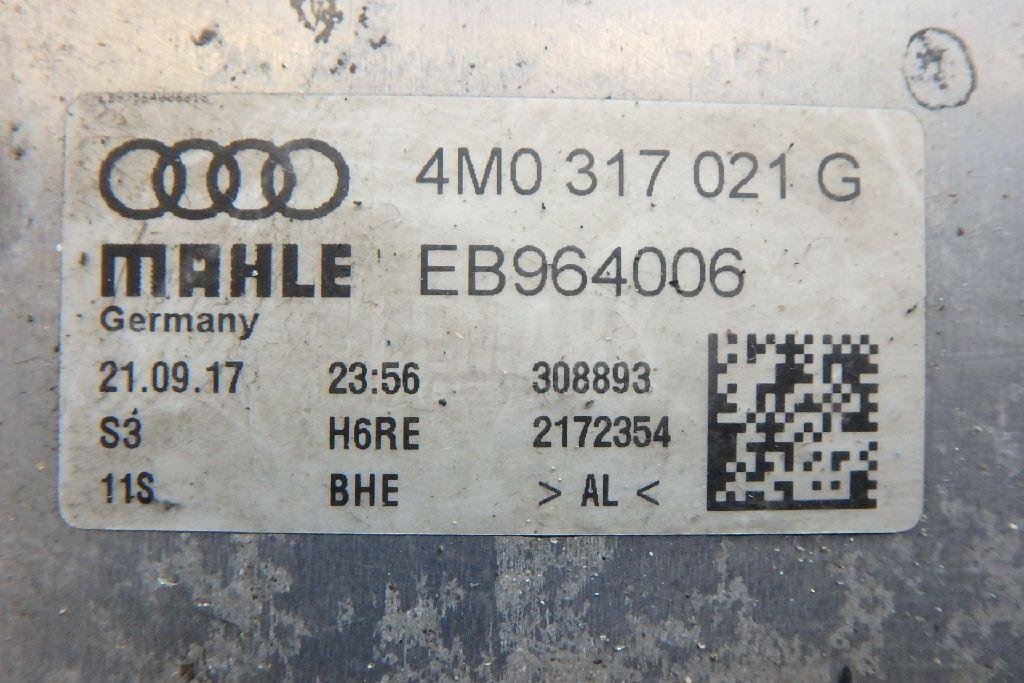 4M0 317 021 G
MAHLE EB964006
Germany
21.09.17 23:56 308893
S3 H6RE 2172354
11S BHE > AL <